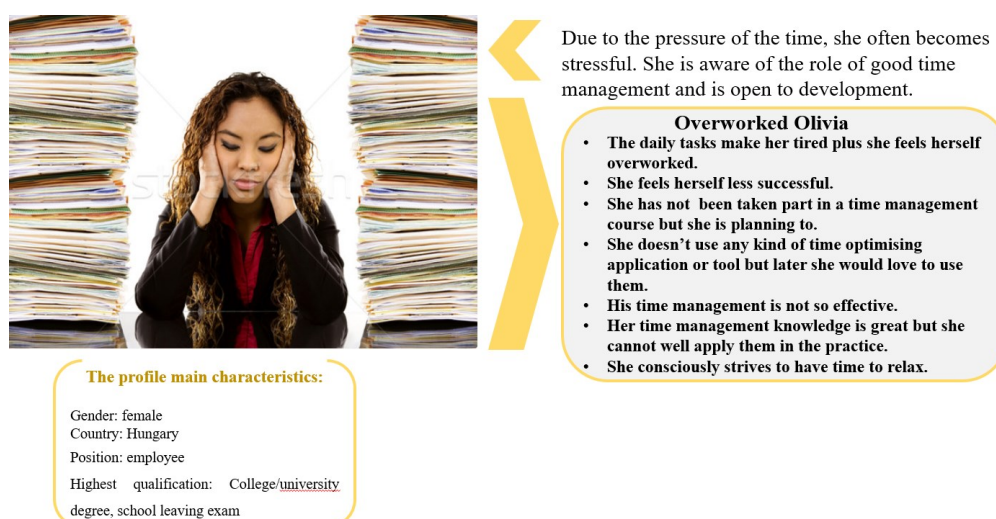 Due to the pressure of the time, she often becomes
stressful. She is aware of the role of good time
management and is open to development.
Overworked Olivia
• The daily tasks make her tired plus she feels herself
overworked.
• She feels herself less successful.
• She has not been taken part in a time management
course but she is planning to.
• She doesn't use any kind of time optimising
application or tool but later she would love to use
them.
• His time management is not so effective.
• Her time management knowledge is great but she
cannot well apply them in the practice.
• She consciously strives to have time to relax.
The profile main characteristics:
Gender: female
Country: Hungary
Position: employee
Highest qualification: College/university
degree, school leaving exam